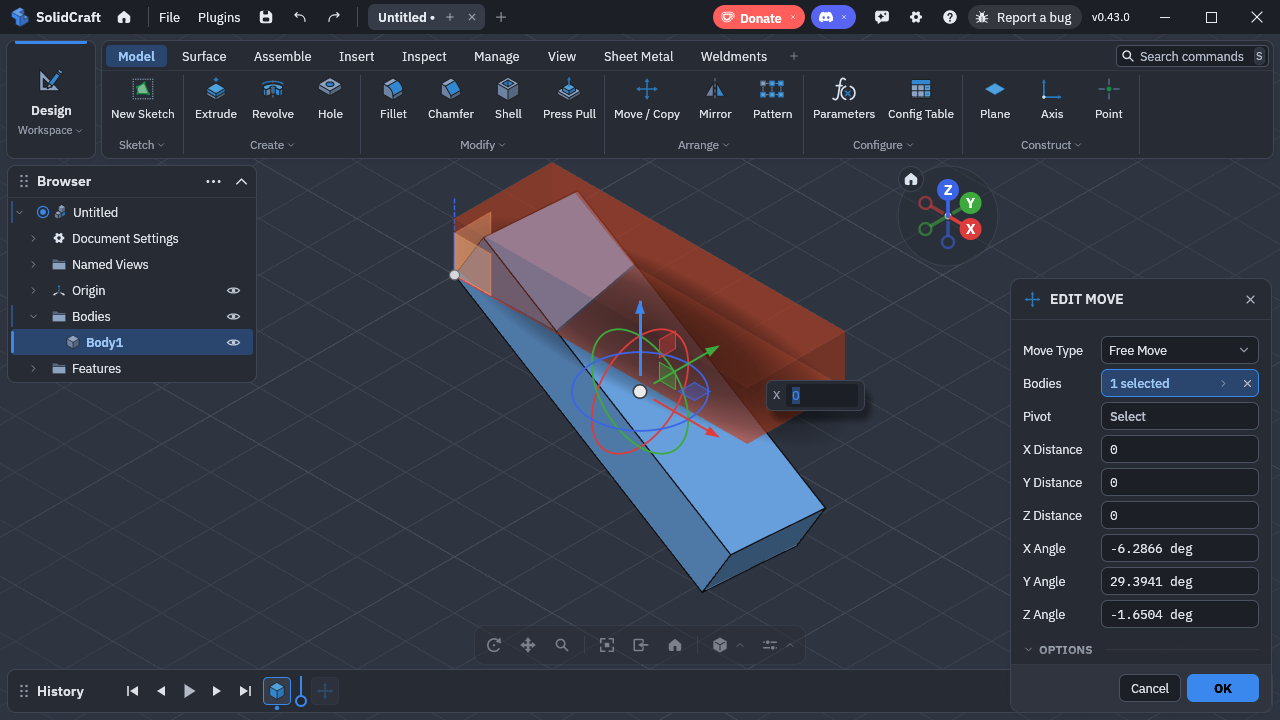 SolidCraft
File
Plugins
Untitled •
Donate
Report a bug
v0.43.0
Design
Workspace
Model
Surface
Assemble
Insert
Inspect
Manage
View
Sheet Metal
Weldments
Search commands
S
New Sketch
Extrude
Revolve
Hole
Fillet
Chamfer
Shell
Press Pull
Move / Copy
Mirror
Pattern
Parameters
Config Table
Plane
Axis
Point
Sketch
Create
Modify
Arrange
Configure
Construct
Browser
Untitled
Document Settings
Named Views
Origin
Bodies
Body1
Features
Z
Y
X
X 0
EDIT MOVE
Move Type Free Move
Bodies 1 selected
Pivot Select
X Distance 0
Y Distance 0
Z Distance 0
X Angle -6.2866 deg
Y Angle 29.3941 deg
Z Angle -1.6504 deg
OPTIONS
Cancel
OK
History